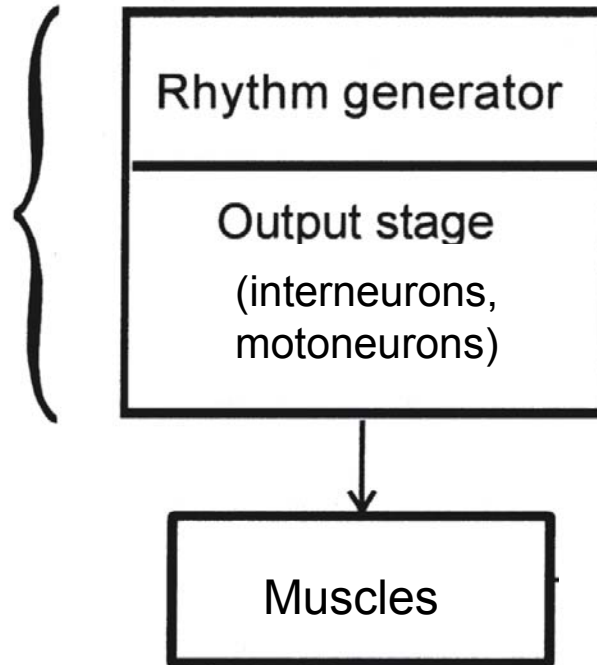 Rhythm generator
Output stage
(interneurons,
motoneurons)
Muscles